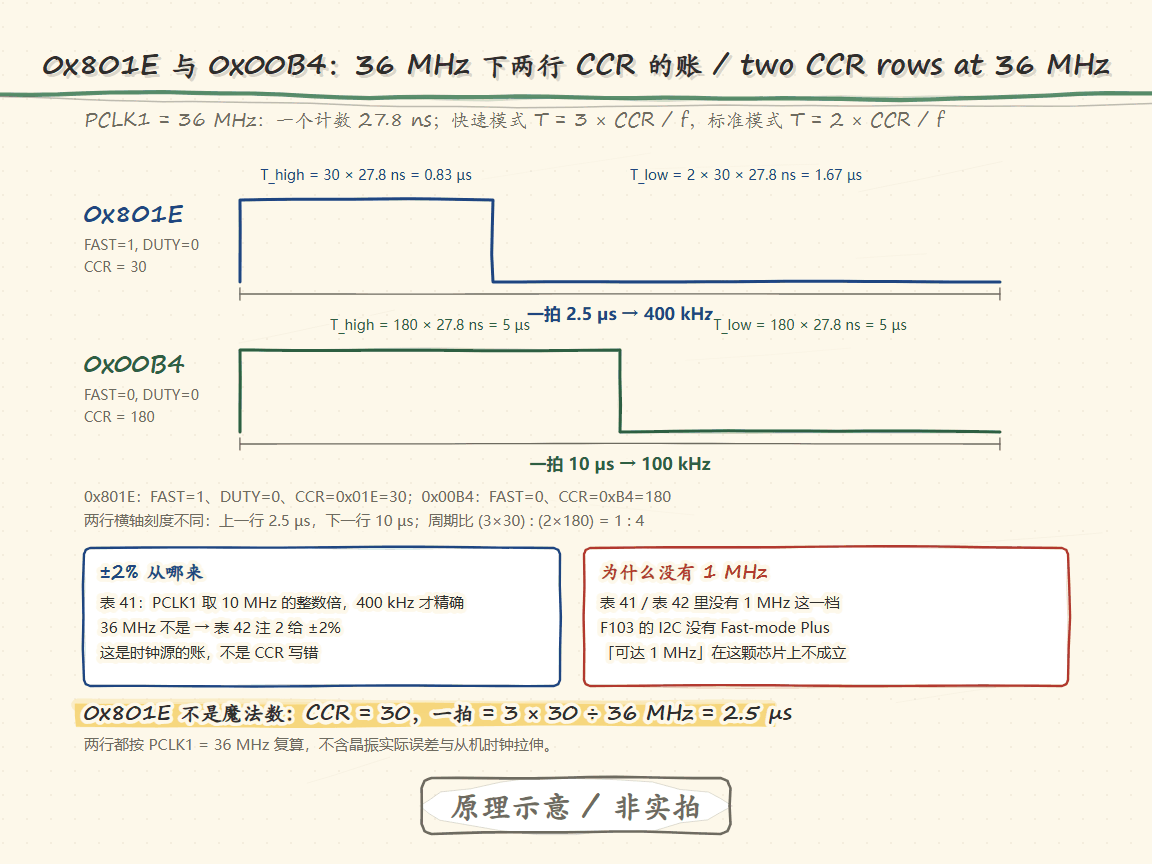 0x801E 与 0x00B4：36 MHz 下两行 CCR 的账 / two CCR rows at 36 MHz
PCLK1 = 36 MHz：一个计数 27.8 ns；快速模式 T = 3 × CCR / f，标准模式 T = 2 × CCR / f
T_high = 30 × 27.8 ns = 0.83 µs
T_low = 2 × 30 × 27.8 ns = 1.67 µs
0x801E
FAST=1, DUTY=0
CCR = 30
一拍 2.5 µs → 400 kHz
T_high = 180 × 27.8 ns = 5 µs
T_low = 180 × 27.8 ns = 5 µs
0x00B4
FAST=0, DUTY=0
CCR = 180
一拍 10 µs → 100 kHz
0x801E：FAST=1、DUTY=0、CCR=0x01E=30；0x00B4：FAST=0、CCR=0xB4=180
两行横轴刻度不同：上一行 2.5 µs，下一行 10 µs；周期比 (3×30) : (2×180) = 1 : 4
±2% 从哪来
表 41：PCLK1 取 10 MHz 的整数倍，400 kHz 才精确
36 MHz 不是 → 表 42 注 2 给 ±2%
这是时钟源的账，不是 CCR 写错
为什么没有 1 MHz
表 41 / 表 42 里没有 1 MHz 这一档
F103 的 I2C 没有 Fast-mode Plus
「可达 1 MHz」在这颗芯片上不成立
0x801E 不是魔法数：CCR = 30，一拍 = 3 × 30 ÷ 36 MHz = 2.5 µs
两行都按 PCLK1 = 36 MHz 复算，不含晶振实际误差与从机时钟拉伸。
原理示意 / 非实拍